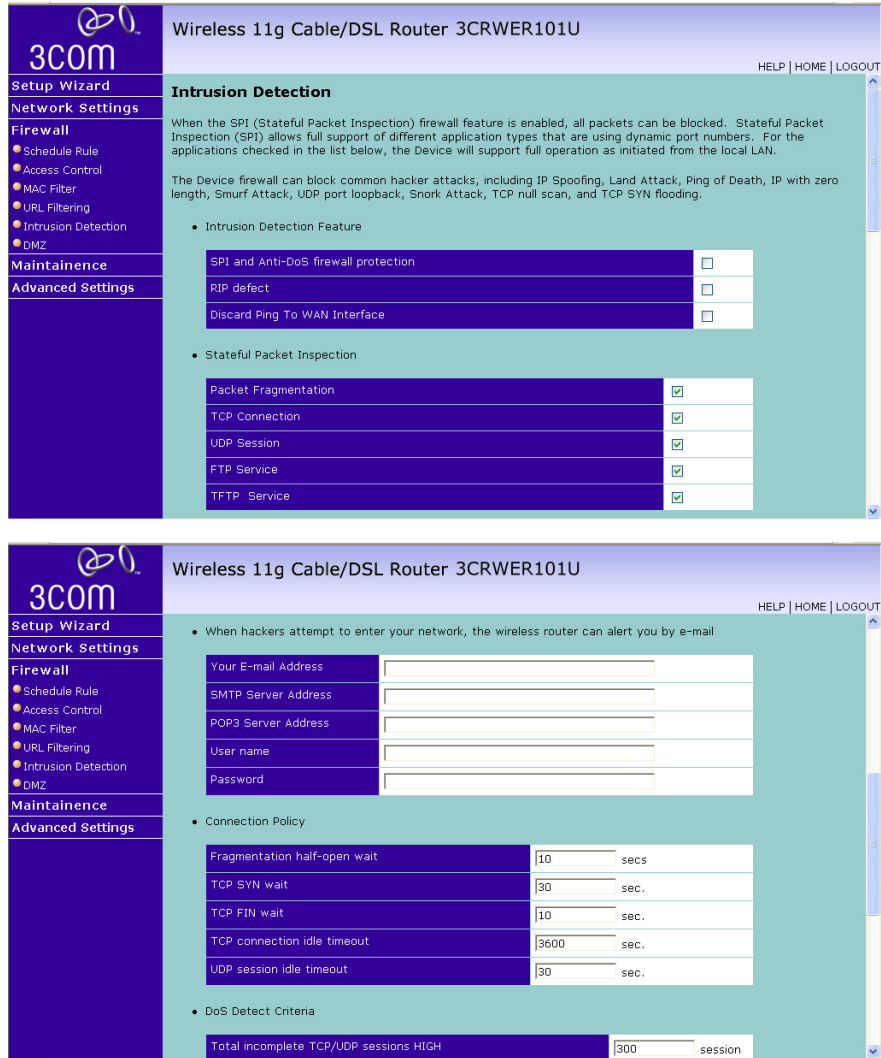 3COM
Wireless 11g Cable/DSL Router 3CRWER101U
HELP | HOME | LOGOUT
Setup Wizard
Network Settings
Firewall
Schedule Rule
Access Control
MAC Filter
URL Filtering
Intrusion Detection
DMZ
Maintainence
Advanced Settings
Intrusion Detection
When the SPI (Stateful Packet Inspection) firewall feature is enabled, all packets can be blocked. Stateful Packet
Inspection (SPI) allows full support of different application types that are using dynamic port numbers. For the
applications checked in the list below, the Device will support full operation as initiated from the local LAN.
The Device firewall can block common hacker attacks, including IP Spoofing, Land Attack, Ping of Death, IP with zero
length, Smurf Attack, UDP port loopback, Snork Attack, TCP null scan, and TCP SYN flooding.
• Intrusion Detection Feature
SPI and Anti-DoS firewall protection
RIP defect
Discard Ping To WAN Interface
• Stateful Packet Inspection
Packet Fragmentation
TCP Connection
UDP Session
FTP Service
TFTP Service
3COM
Wireless 11g Cable/DSL Router 3CRWER101U
HELP | HOME | LOGOUT
Setup Wizard
Network Settings
Firewall
Schedule Rule
Access Control
MAC Filter
URL Filtering
Intrusion Detection
DMZ
Maintainence
Advanced Settings
• When hackers attempt to enter your network, the wireless router can alert you by e-mail
Your E-mail Address
SMTP Server Address
POP3 Server Address
User name
Password
• Connection Policy
Fragmentation half-open wait 10 secs
TCP SYN wait 30 sec.
TCP FIN wait 10 sec.
TCP connection idle timeout 3600 sec.
UDP session idle timeout 30 sec.
• DoS Detect Criteria
Total incomplete TCP/UDP sessions HIGH 300 session